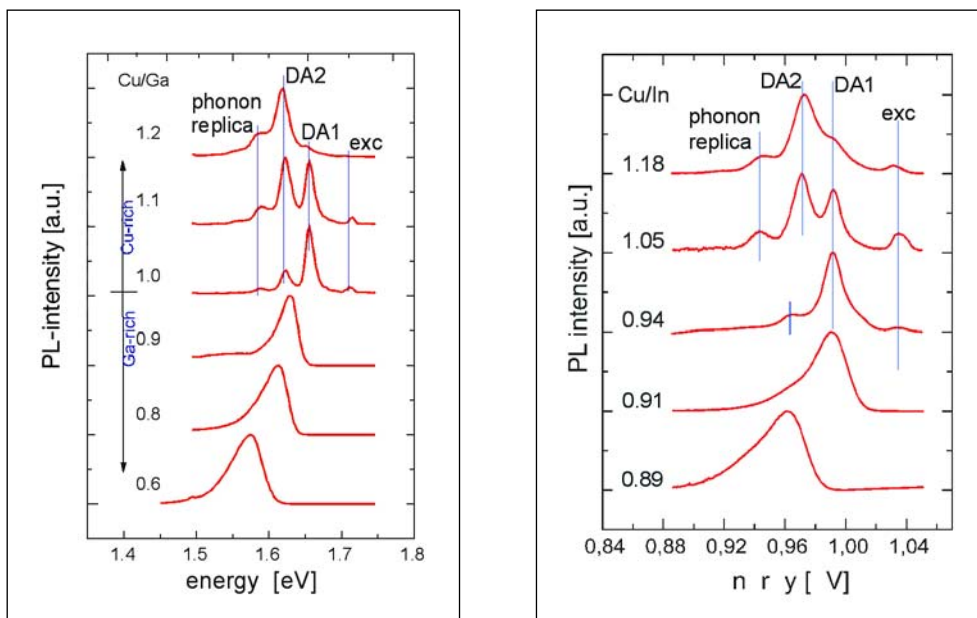 Cu/Ga
DA2
phonon
replica
DA1
exc
1.2
1.1
1.0
0.9
0.8
0.6
Cu-rich
Ga-rich
PL-intensity [a.u.]
1.4 1.5 1.6 1.7 1.8
energy [eV]
Cu/In
DA2
DA1
phonon
replica
exc
1.18
1.05
0.94
0.91
0.89
PL intensity [a.u.]
0,84 0,88 0,92 0,96 1,00 1,04
n r y [ V]